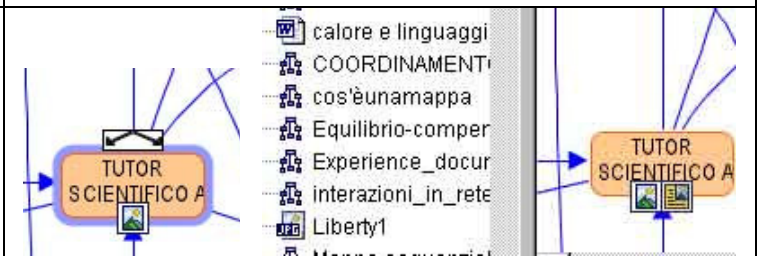 TUTOR
SCIENTIFICO A
calore e linguaggi
COORDINAMENT
cos'èunamappa
Equilibrio-comper
Experience_docur
interazioni_in_rete
Liberty1
TUTOR
SCIENTIFICO A